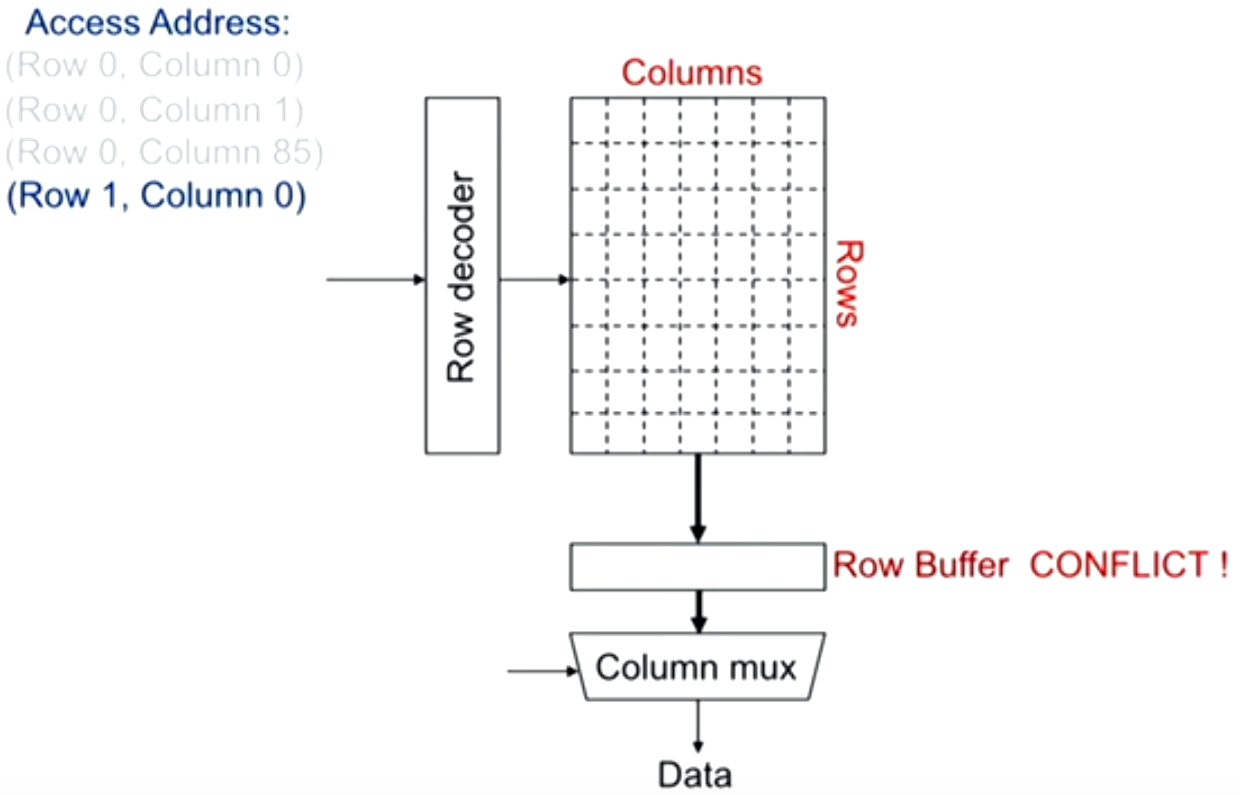 Access Address:
(Row 0, Column 0)
(Row 0, Column 1)
(Row 0, Column 85)
(Row 1, Column 0)
Columns
Row decoder
Rows
Row Buffer CONFLICT !
Column mux
Data